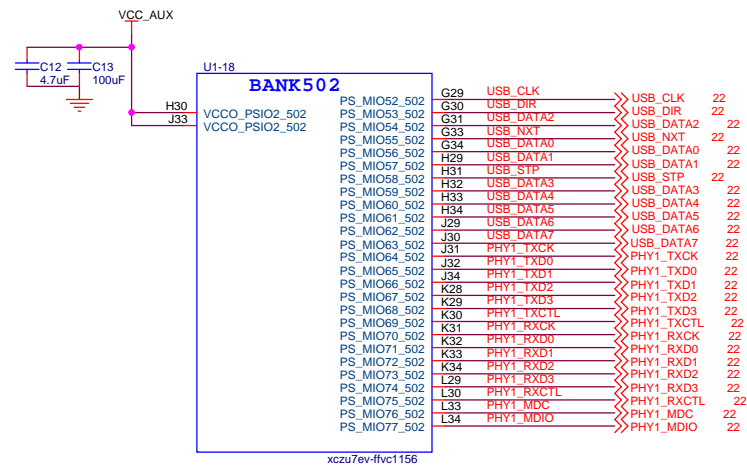 VCC_AUX
C12
4.7uF
C13
100uF
U1-18
BANK502
H30 VCCO_PSIO2_502
J33 VCCO_PSIO2_502
PS_MIO52_502 G29 USB_CLK USB_CLK 22
PS_MIO53_502 G30 USB_DIR USB_DIR 22
PS_MIO54_502 G31 USB_DATA2 USB_DATA2 22
PS_MIO55_502 G33 USB_NXT USB_NXT 22
PS_MIO56_502 G34 USB_DATA0 USB_DATA0 22
PS_MIO57_502 H29 USB_DATA1 USB_DATA1 22
PS_MIO58_502 H31 USB_STP USB_STP 22
PS_MIO59_502 H32 USB_DATA3 USB_DATA3 22
PS_MIO60_502 H33 USB_DATA4 USB_DATA4 22
PS_MIO61_502 H34 USB_DATA5 USB_DATA5 22
PS_MIO62_502 J29 USB_DATA6 USB_DATA6 22
PS_MIO63_502 J30 USB_DATA7 USB_DATA7 22
PS_MIO64_502 J31 PHY1_TXCK PHY1_TXCK 22
PS_MIO65_502 J32 PHY1_TXD0 PHY1_TXD0 22
PS_MIO66_502 J34 PHY1_TXD1 PHY1_TXD1 22
PS_MIO67_502 K28 PHY1_TXD2 PHY1_TXD2 22
PS_MIO68_502 K29 PHY1_TXD3 PHY1_TXD3 22
PS_MIO69_502 K30 PHY1_TXCTL PHY1_TXCTL 22
PS_MIO70_502 K31 PHY1_RXCK PHY1_RXCK 22
PS_MIO71_502 K32 PHY1_RXD0 PHY1_RXD0 22
PS_MIO72_502 K33 PHY1_RXD1 PHY1_RXD1 22
PS_MIO73_502 K34 PHY1_RXD2 PHY1_RXD2 22
PS_MIO74_502 L29 PHY1_RXD3 PHY1_RXD3 22
PS_MIO75_502 L30 PHY1_RXCTL PHY1_RXCTL 22
PS_MIO76_502 L33 PHY1_MDC PHY1_MDC 22
PS_MIO77_502 L34 PHY1_MDIO PHY1_MDIO 22
xczu7ev-ffvc1156